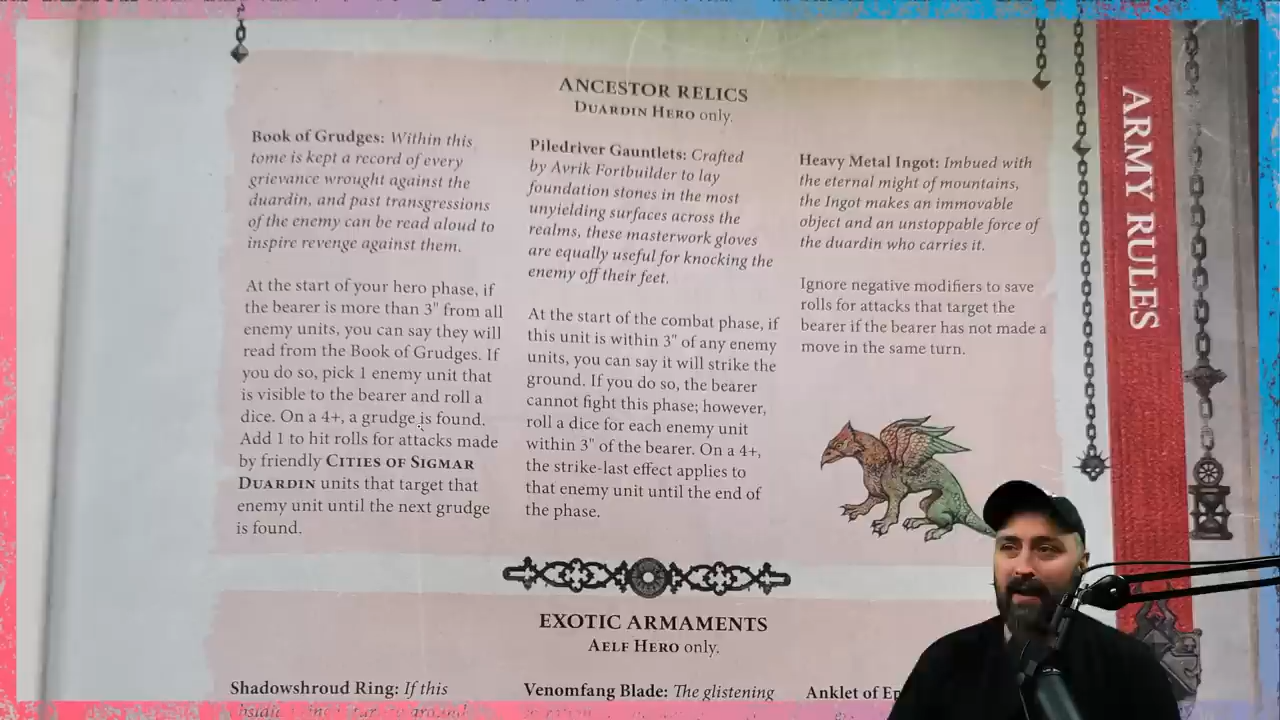 ANCESTOR RELICS
DUARDIN HERO only.
Book of Grudges: Within this
tome is kept a record of every
grievance wrought against the
duardin, and past transgressions
of the enemy can be read aloud to
inspire revenge against them.
At the start of your hero phase, if
the bearer is more than 3" from all
enemy units, you can say they will
read from the Book of Grudges. If
you do so, pick 1 enemy unit that
is visible to the bearer and roll a
dice. On a 4+, a grudge is found.
Add 1 to hit rolls for attacks made
by friendly CITIES OF SIGMAR
DUARDIN units that target that
enemy unit until the next grudge
is found.
Piledriver Gauntlets: Crafted
by Avrik Fortbuilder to lay
foundation stones in the most
unyielding surfaces across the
realms, these masterwork gloves
are equally useful for knocking the
enemy off their feet.
At the start of the combat phase, if
this unit is within 3" of any enemy
units, you can say it will strike the
ground. If you do so, the bearer
cannot fight this phase; however,
roll a dice for each enemy unit
within 3" of the bearer. On a 4+,
the strike-last effect applies to
that enemy unit until the end of
the phase.
Heavy Metal Ingot: Imbued with
the eternal might of mountains,
the Ingot makes an immovable
object and an unstoppable force of
the duardin who carries it.
Ignore negative modifiers to save
rolls for attacks that target the
bearer if the bearer has not made a
move in the same turn.
ARMY RULES
EXOTIC ARMAMENTS
AELF HERO only.
Shadowshroud Ring: If this
Venomfang Blade: The glistening
Anklet of